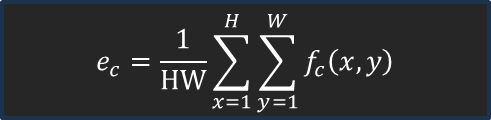 e_c = \frac{1}{HW} \sum_{x=1}^{H} \sum_{y=1}^{W} f_c(x, y)